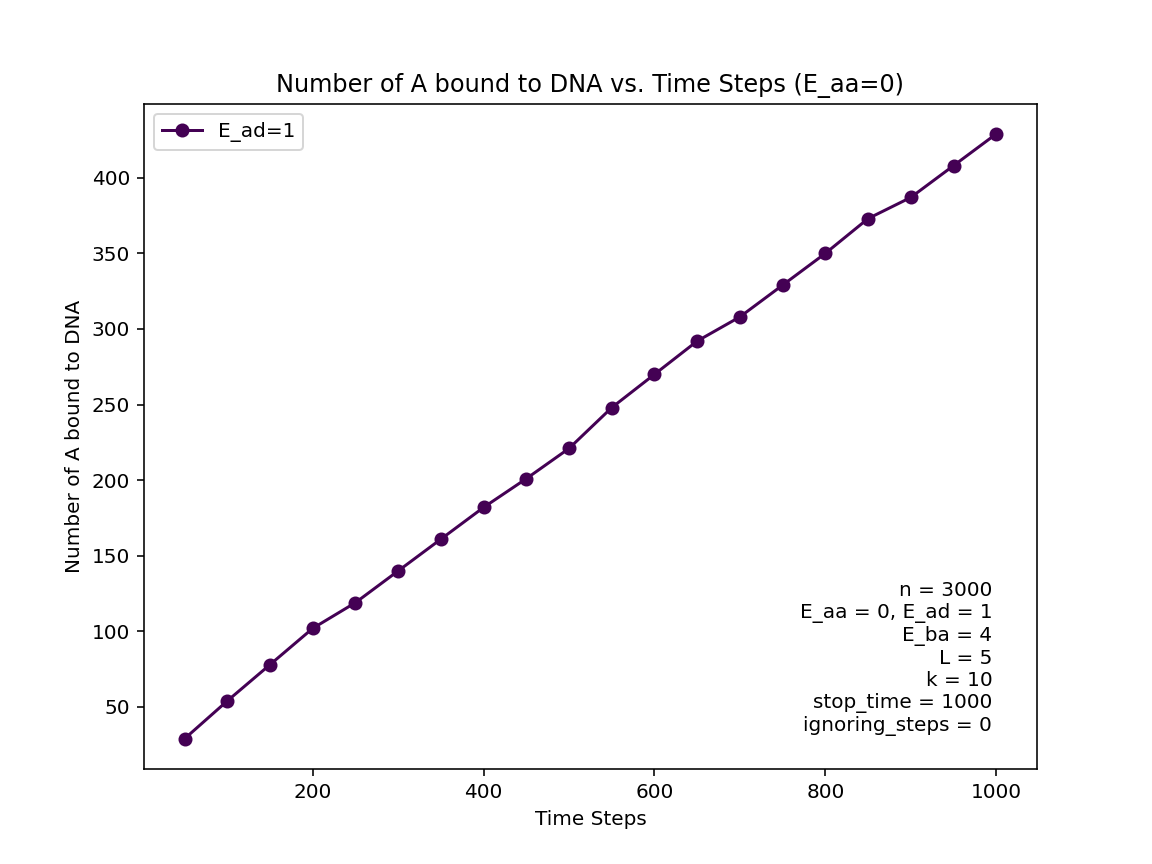 Number of A bound to DNA vs. Time Steps (E_aa=0)
E_ad=1
Number of A bound to DNA
400
350
300
250
200
150
100
50
n = 3000
E_aa = 0, E_ad = 1
E_ba = 4
L = 5
k = 10
stop_time = 1000
ignoring_steps = 0
200 400 600 800 1000
Time Steps